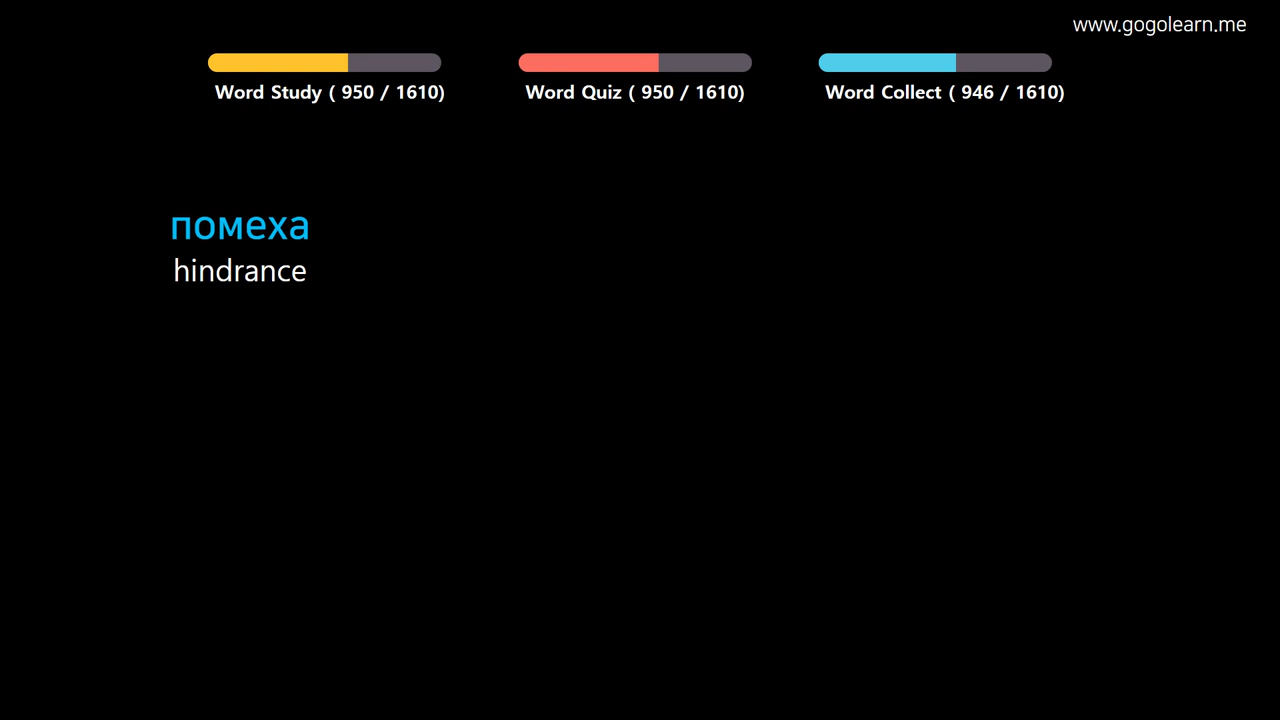 www.gogolearn.me
Word Study ( 950 / 1610)
Word Quiz ( 950 / 1610)
Word Collect ( 946 / 1610)
помеха
hindrance